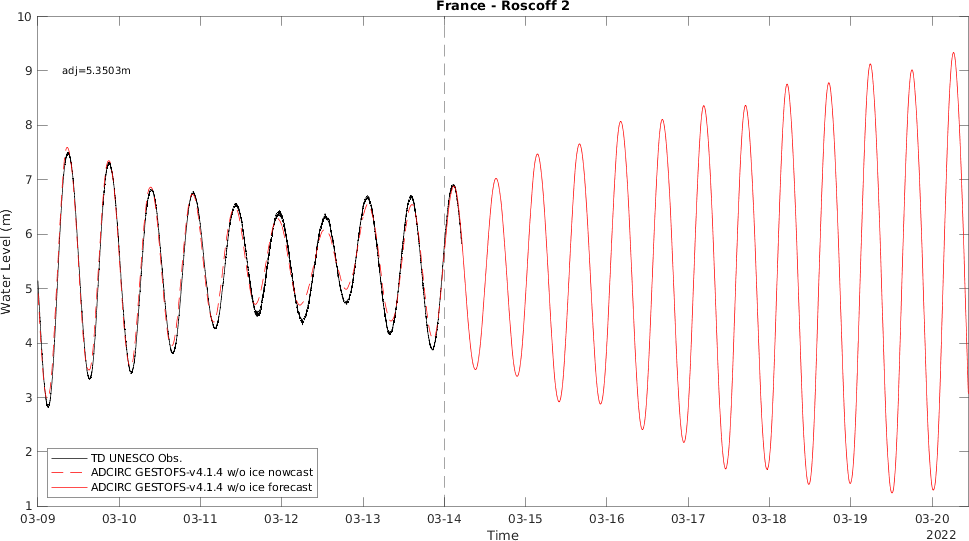 France - Roscoff 2
adj=5.3503m
Water Level (m)
10
9
8
7
6
5
4
3
2
1
TD UNESCO Obs.
ADCIRC GESTOFS-v4.1.4 w/o ice nowcast
ADCIRC GESTOFS-v4.1.4 w/o ice forecast
03-09 03-10 03-11 03-12 03-13 03-14 03-15 03-16 03-17 03-18 03-19 03-20
2022
Time